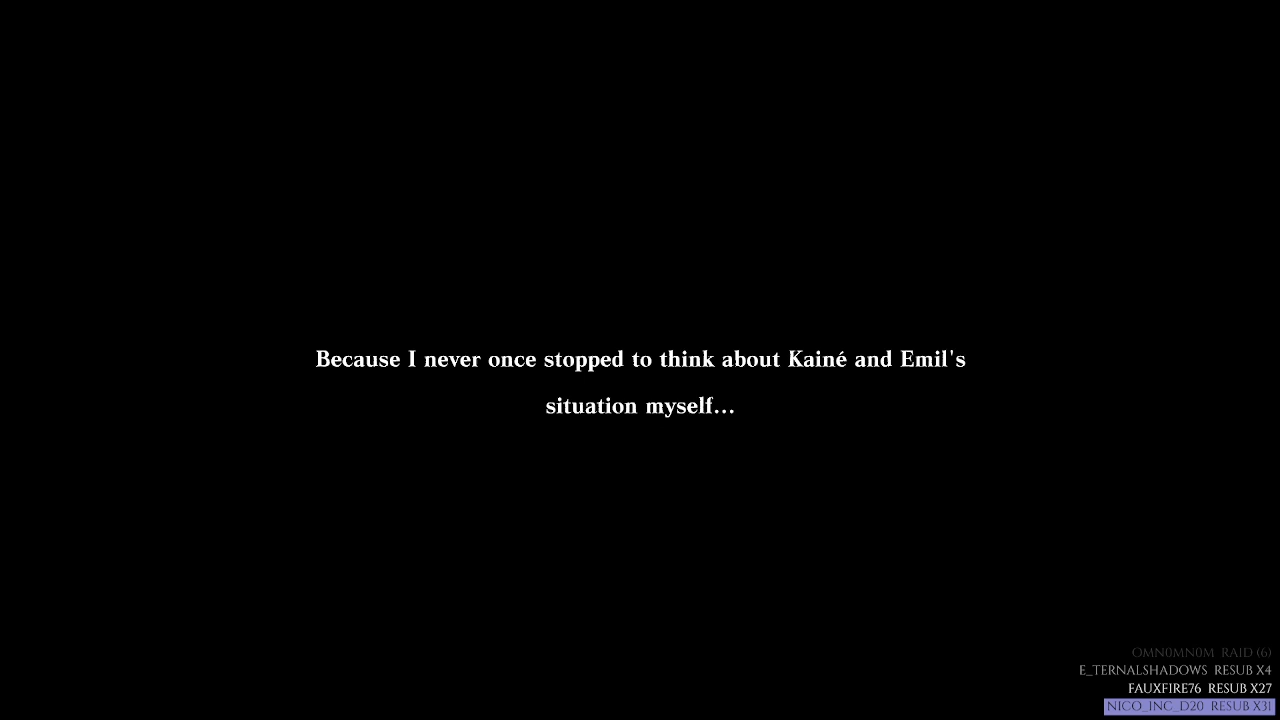 Because I never once stopped to think about Kainé and Emil's
situation myself...
OMN0MN0M RAID (6)
E_TERNALSHADOWS RESUB X4
FAUXFIRE76 RESUB X27
NICO_INC_D20 RESUB X31